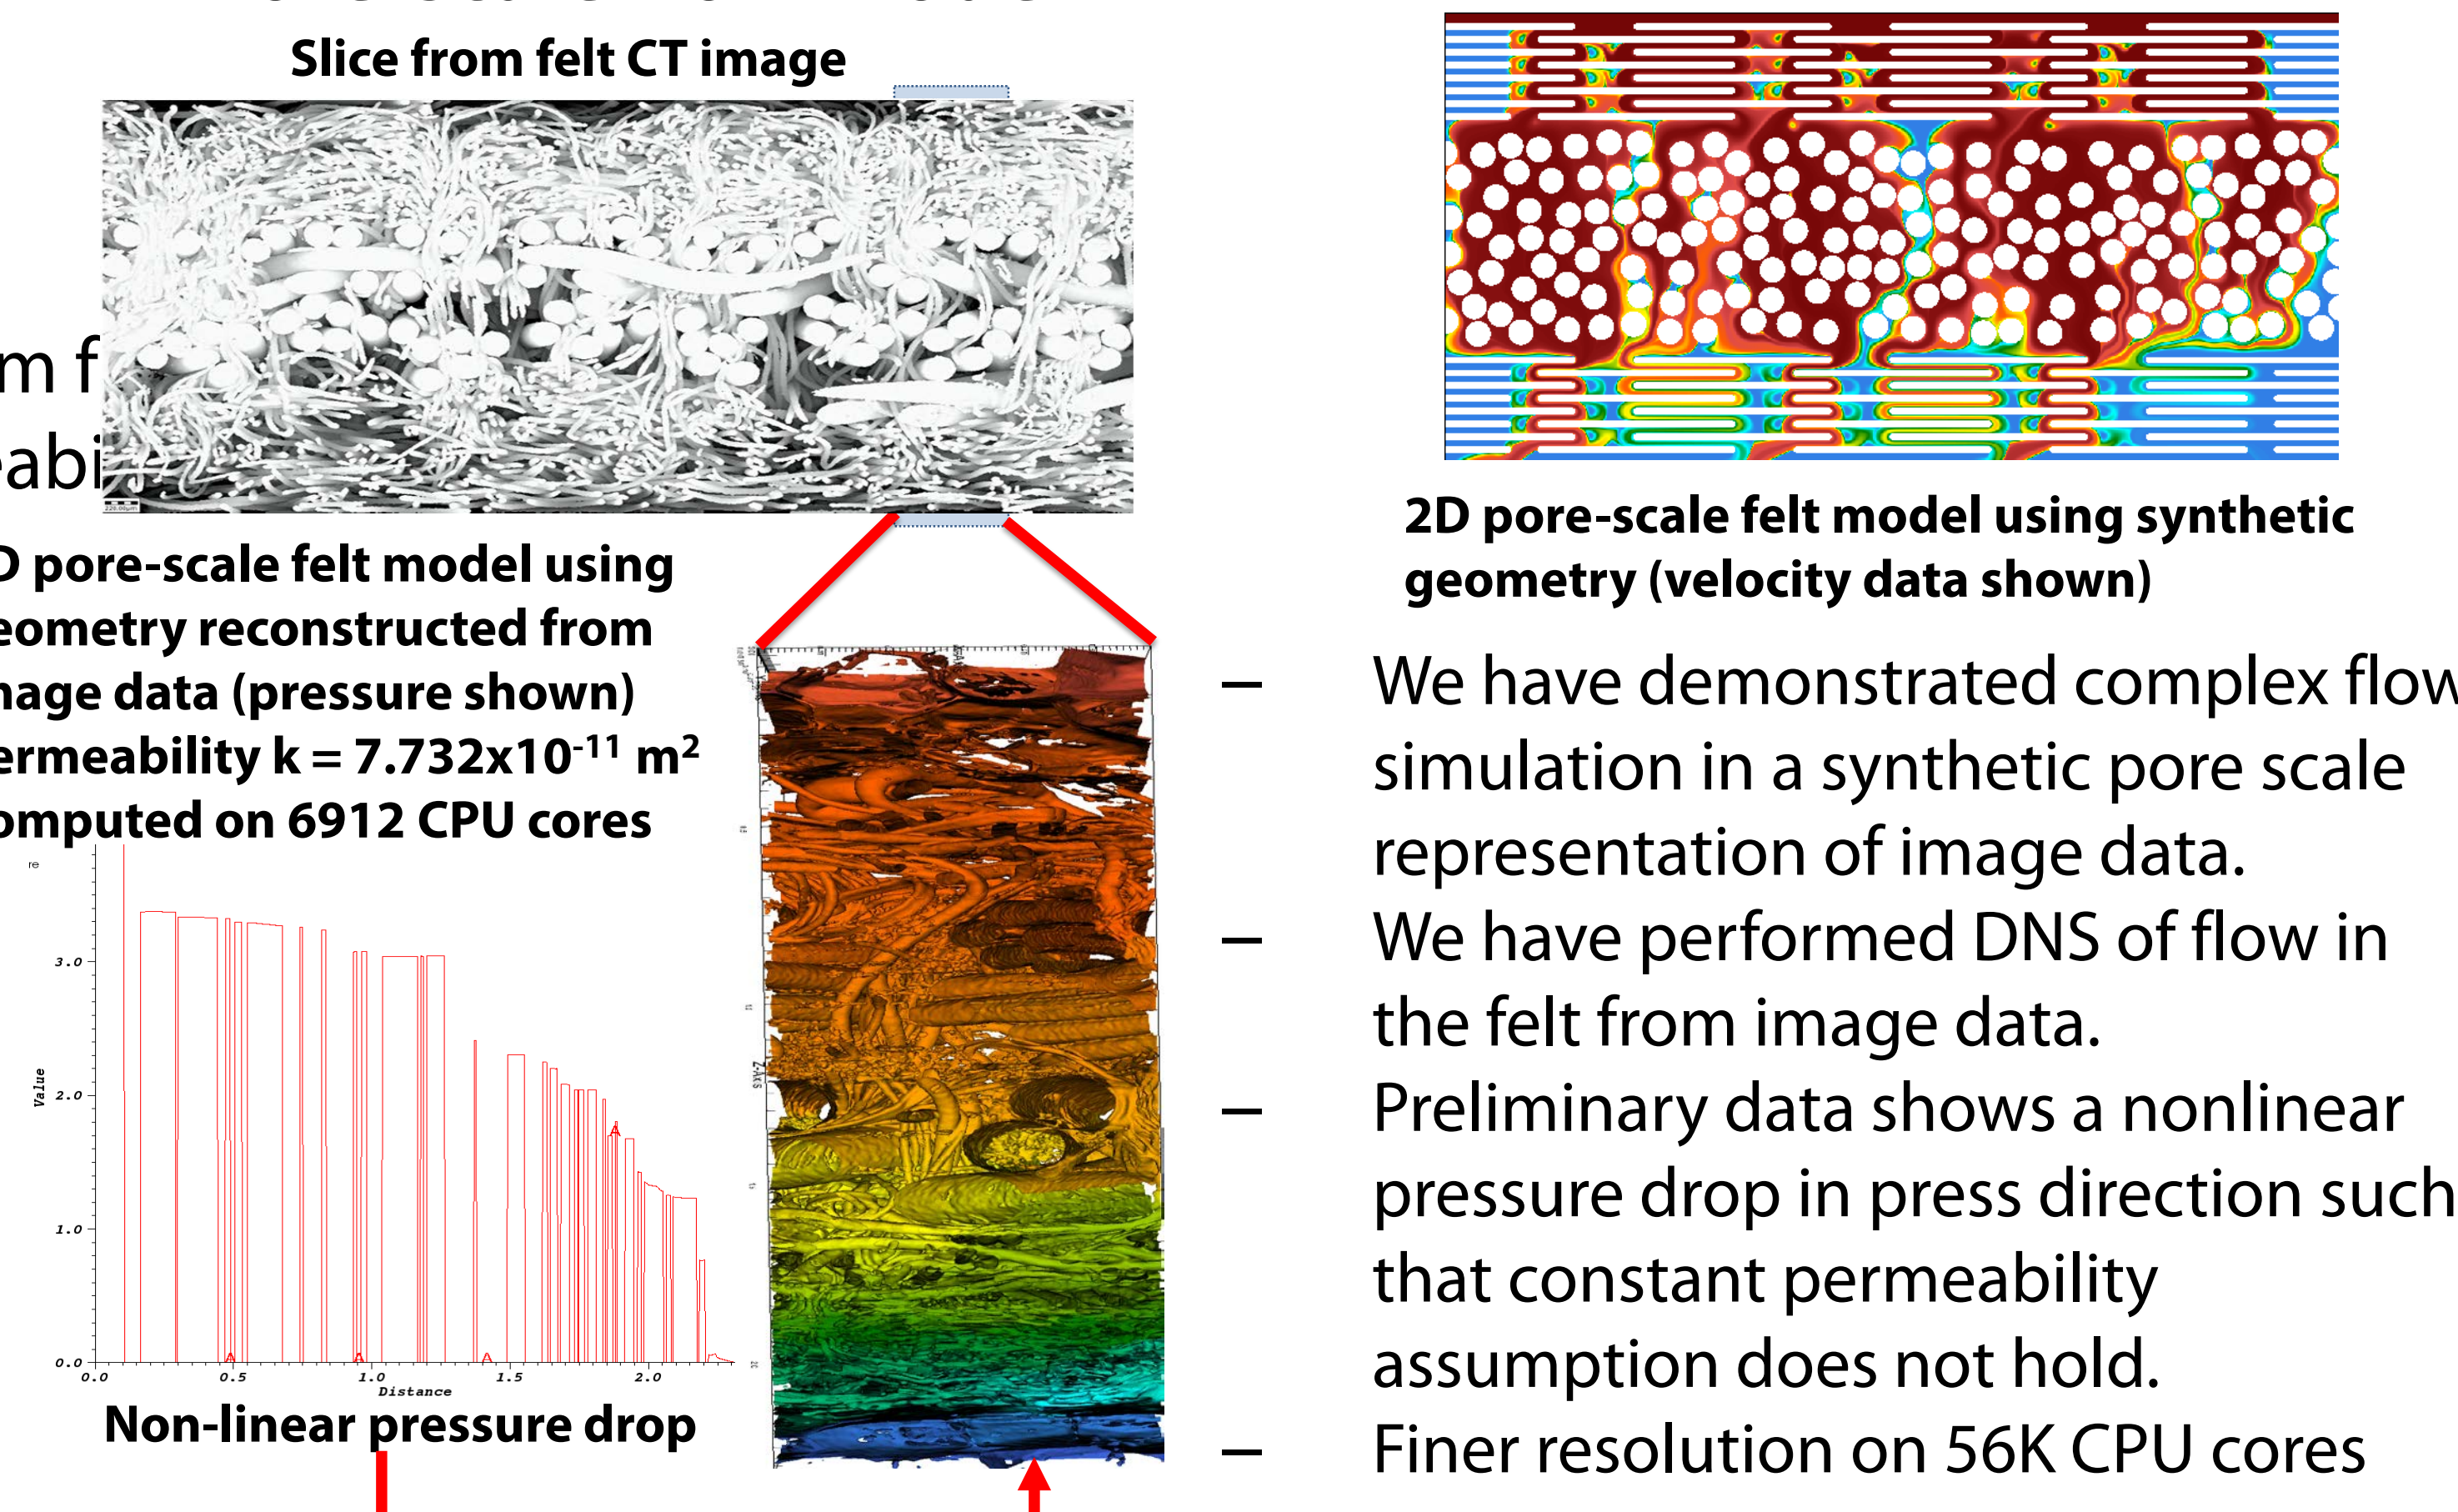 Slice from felt CT image
m f
eabi
D pore-scale felt model using
eometry reconstructed from
mage data (pressure shown)
ermeability k = 7.732x10⁻¹¹ m²
omputed on 6912 CPU cores
re
3.0
2.0
1.0
0.0
Value
0.0 0.5 1.0 1.5 2.0
Distance
A A A A
Non-linear pressure drop
Z-Axis
2D pore-scale felt model using synthetic
geometry (velocity data shown)
– We have demonstrated complex flow
simulation in a synthetic pore scale
representation of image data.
– We have performed DNS of flow in
the felt from image data.
– Preliminary data shows a nonlinear
pressure drop in press direction such
that constant permeability
assumption does not hold.
– Finer resolution on 56K CPU cores